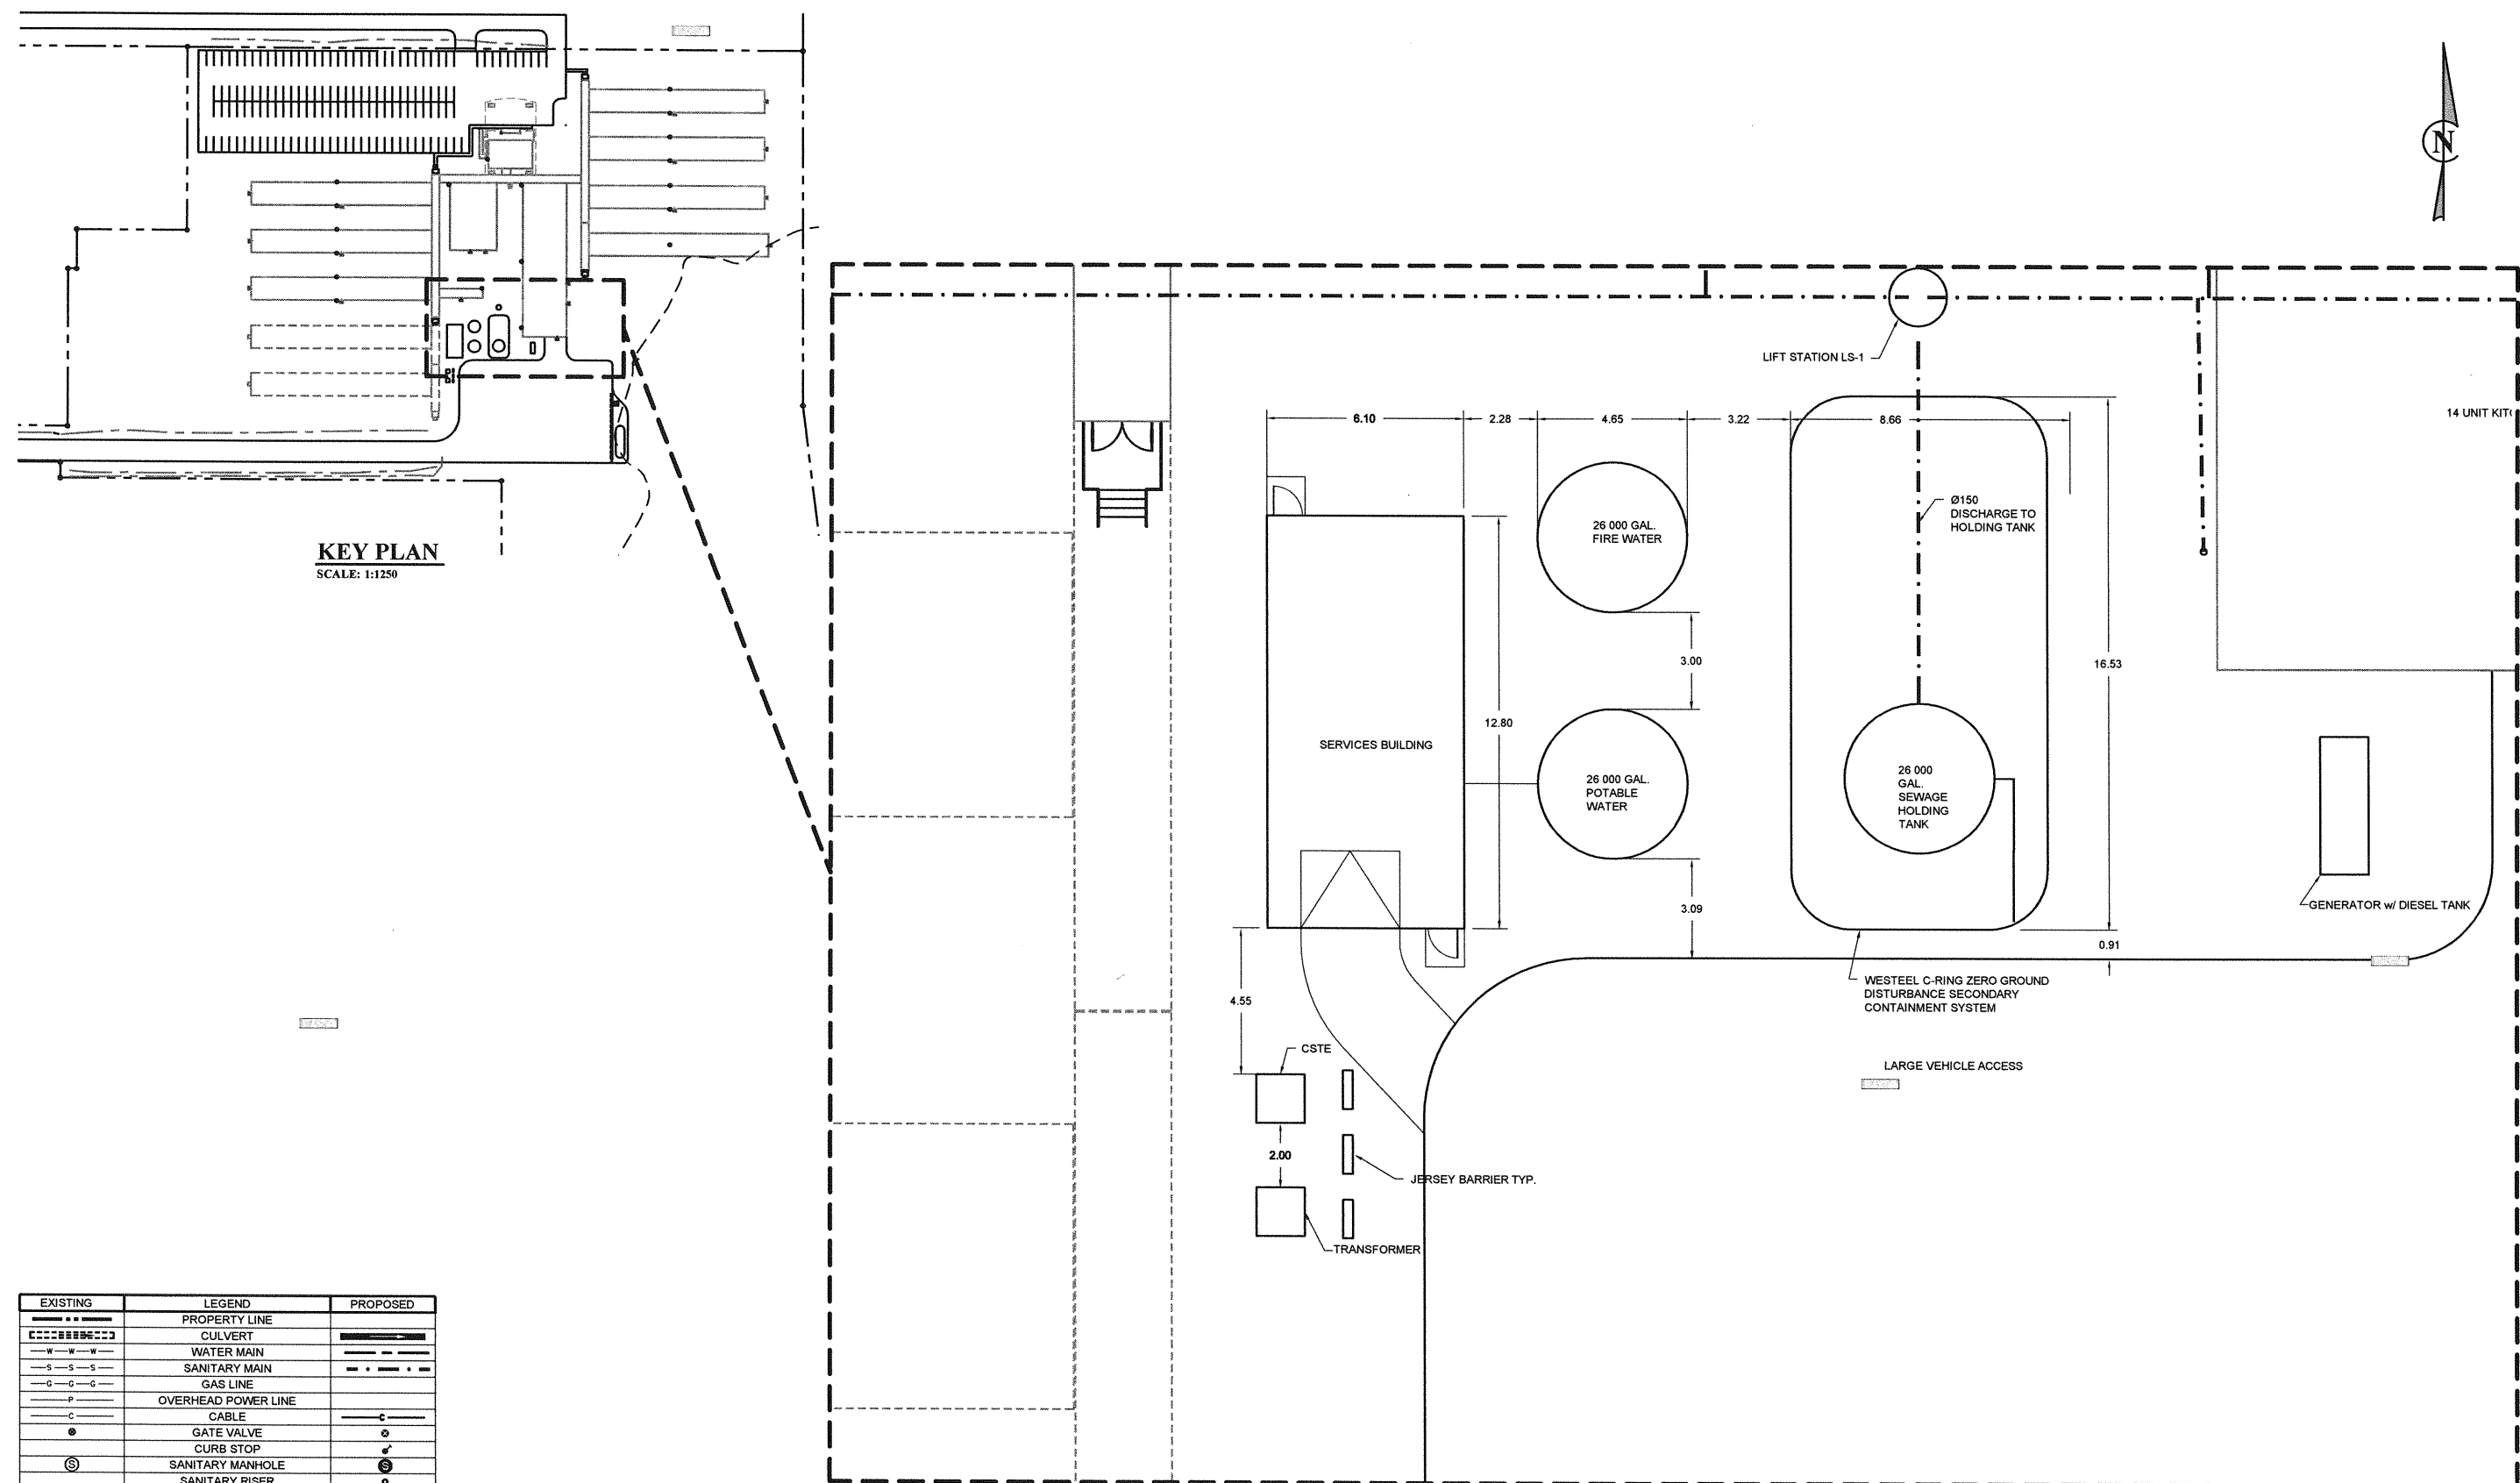 N
KEY PLAN
SCALE: 1:1250
LIFT STATION LS-1
14 UNIT
6.10
2.28
4.65
3.22
8.66
Ø150
DISCHARGE TO
HOLDING TANK
26 000 GAL.
FIRE WATER
3.00
16.53
12.80
SERVICES BUILDING
26 000 GAL.
POTABLE
WATER
26 000
GAL.
SEWAGE
HOLDING
TANK
3.09
GENERATOR w/ DIESEL TANK
0.91
WESTEEL C-RING ZERO GROUND
DISTURBANCE SECONDARY
CONTAINMENT SYSTEM
4.55
CSTE
LARGE VEHICLE ACCESS
2.00
JERSEY BARRIER TYP.
TRANSFORMER
EXISTING LEGEND PROPOSED
PROPERTY LINE
CULVERT
W W W WATER MAIN
S S S SANITARY MAIN
G G G GAS LINE
P OVERHEAD POWER LINE
C CABLE C
GATE VALVE
CURB STOP
S SANITARY MANHOLE S
SANITARY RISER